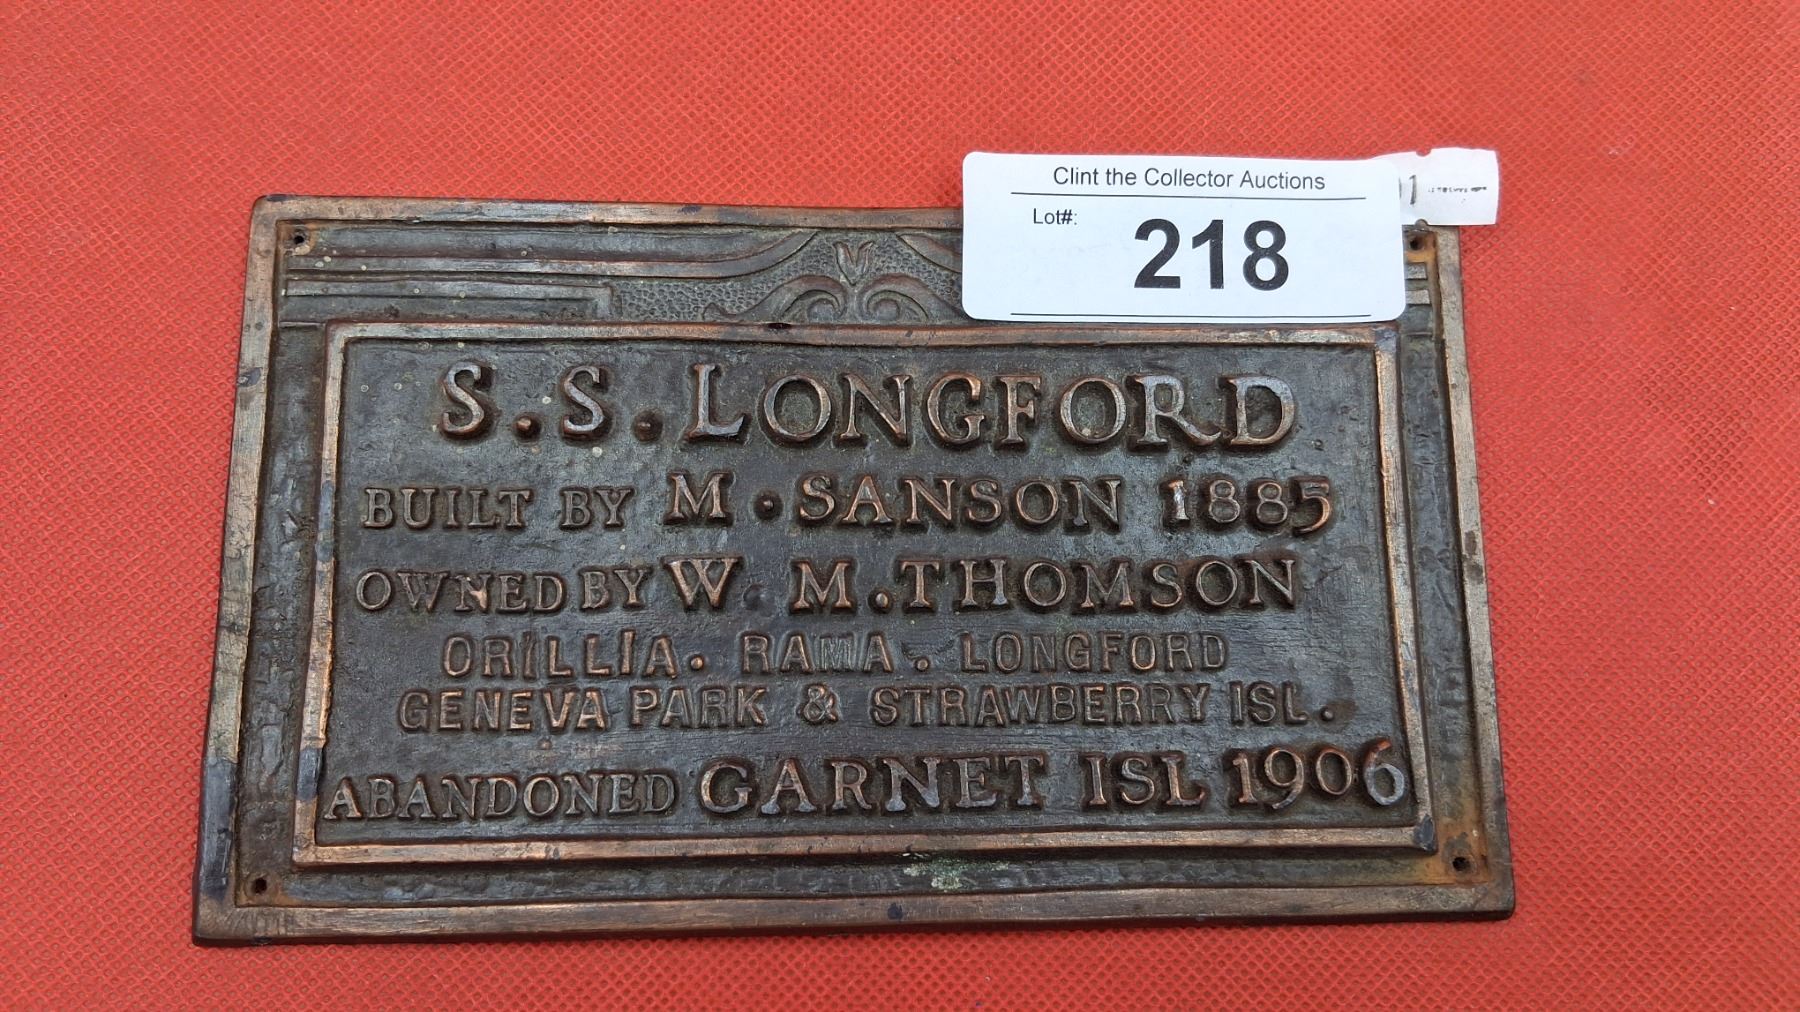 Clint the Collector Auctions
Lot#: 218
S.S. LONGFORD
BUILT BY M. SANSON 1885
OWNED BY W. M. THOMSON
ORILLIA. RAMA. LONGFORD
GENEVA PARK & STRAWBERRY ISL.
ABANDONED GARNET ISL 1906